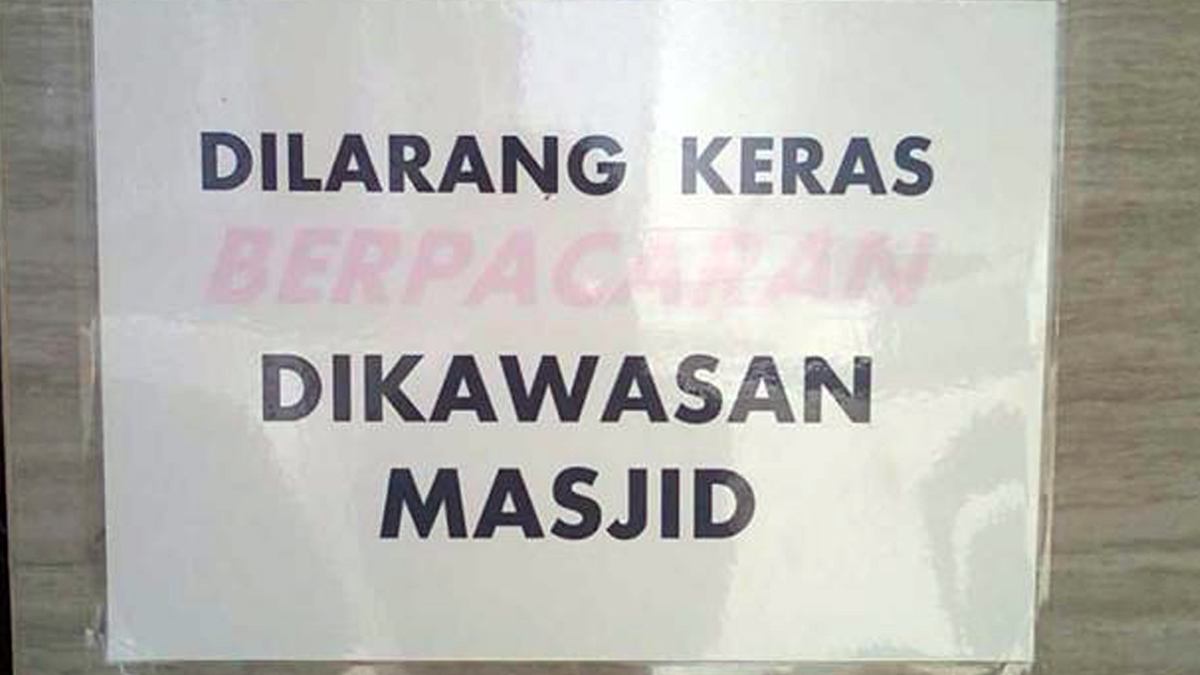 DILARANG KERAS
BERPACARAN
DIKAWASAN
MASJID